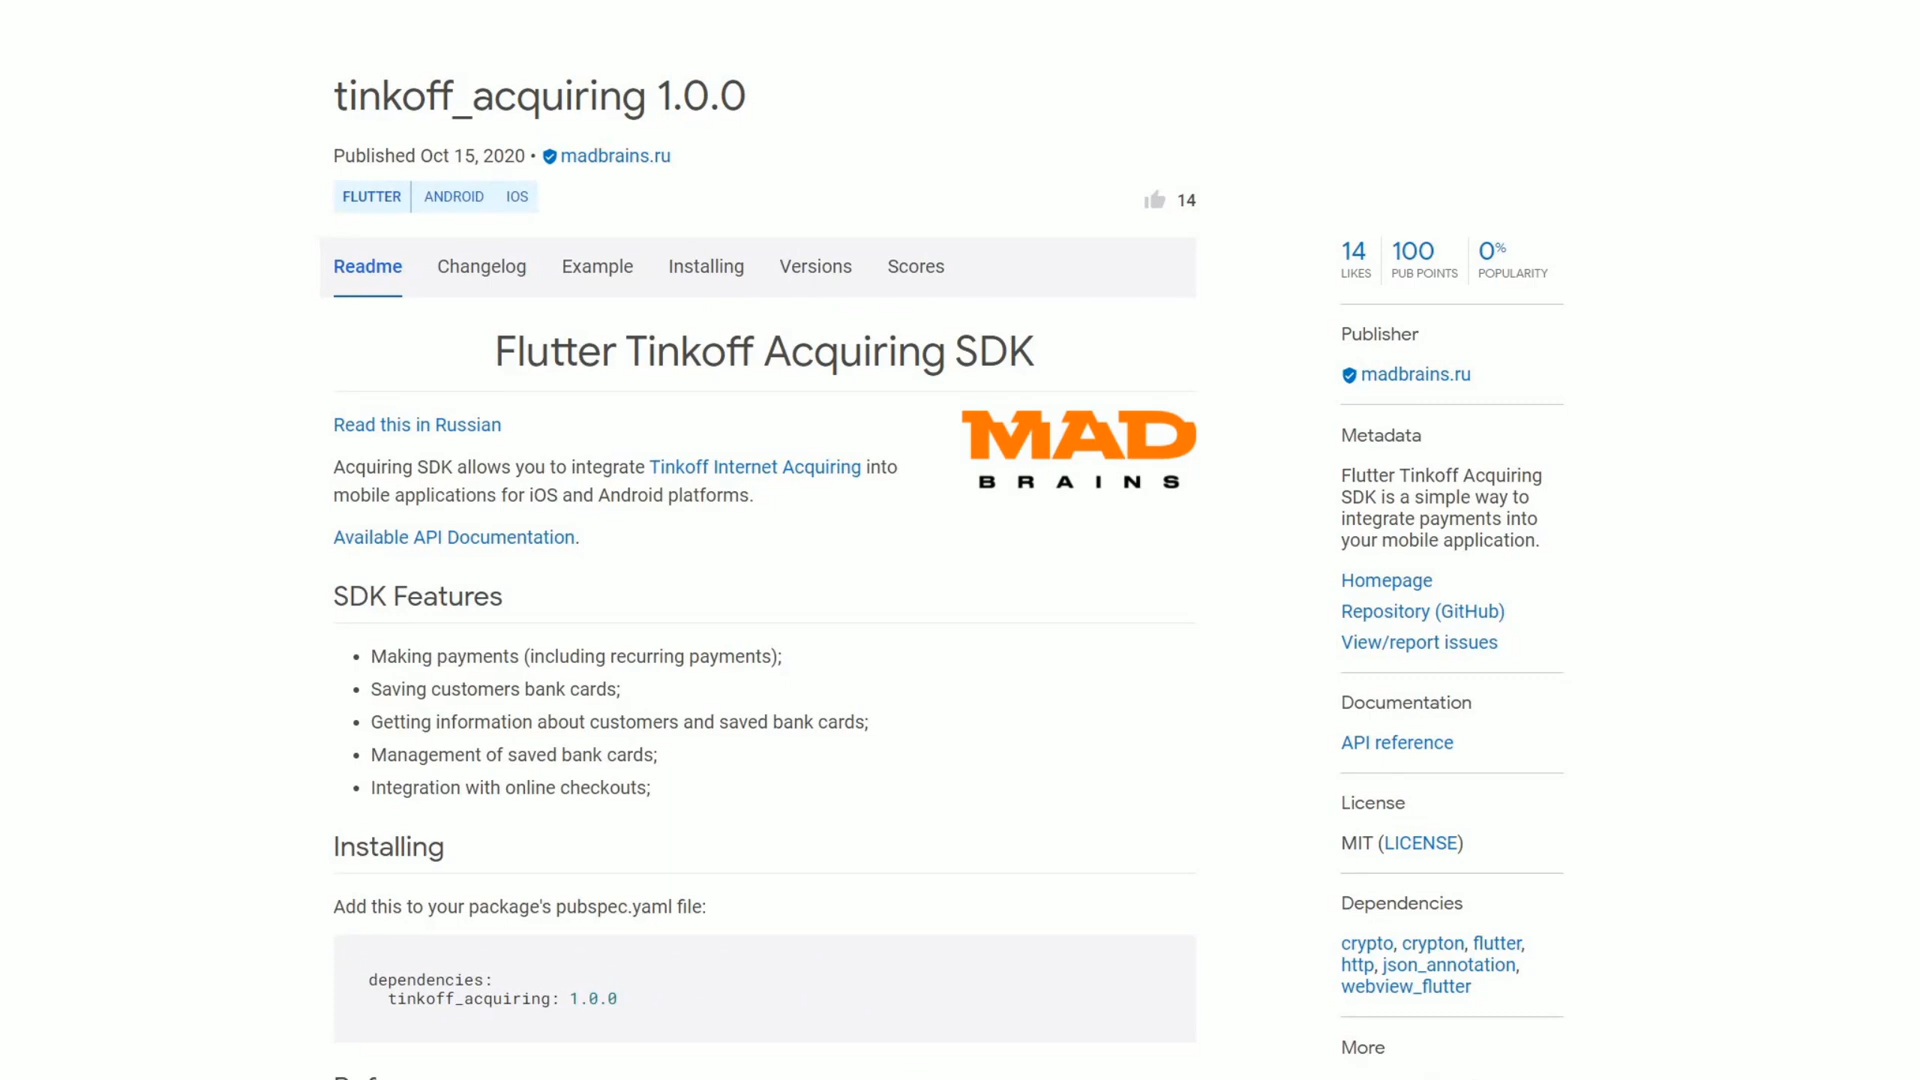 tinkoff_acquiring 1.0.0
Published Oct 15, 2020 • madbrains.ru
FLUTTER ANDROID IOS
14
Readme Changelog Example Installing Versions Scores
Flutter Tinkoff Acquiring SDK
Read this in Russian
MAD
BRAINS
Acquiring SDK allows you to integrate Tinkoff Internet Acquiring into
mobile applications for iOS and Android platforms.
Available API Documentation.
SDK Features
• Making payments (including recurring payments);
• Saving customers bank cards;
• Getting information about customers and saved bank cards;
• Management of saved bank cards;
• Integration with online checkouts;
Installing
Add this to your package's pubspec.yaml file:
dependencies:
tinkoff_acquiring: 1.0.0
14 100 0%
LIKES PUB POINTS POPULARITY
Publisher
madbrains.ru
Metadata
Flutter Tinkoff Acquiring
SDK is a simple way to
integrate payments into
your mobile application.
Homepage
Repository (GitHub)
View/report issues
Documentation
API reference
License
MIT (LICENSE)
Dependencies
crypto, crypton, flutter,
http, json_annotation,
webview_flutter
More